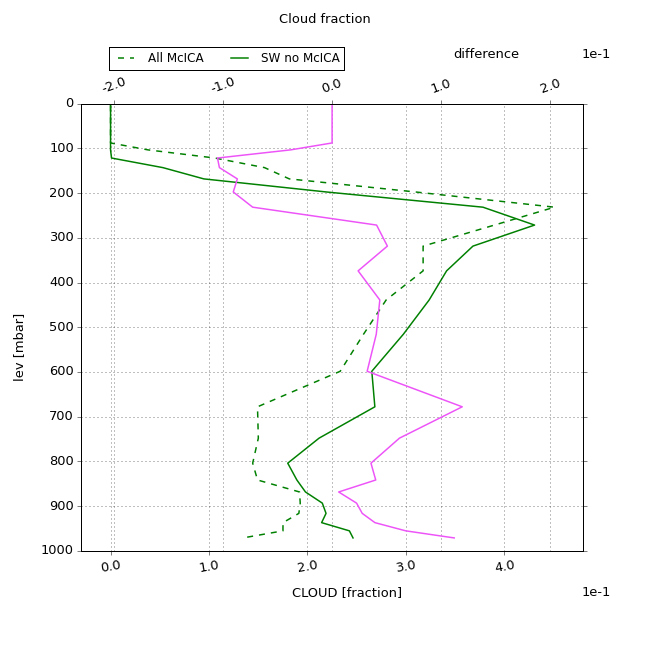 Cloud fraction
All McICA SW no McICA difference 1e-1
-2.0 -1.0 0.0 1.0 2.0
0
100
200
300
400
500
600
700
800
900
1000
lev [mbar]
0.0 1.0 2.0 3.0 4.0
CLOUD [fraction] 1e-1